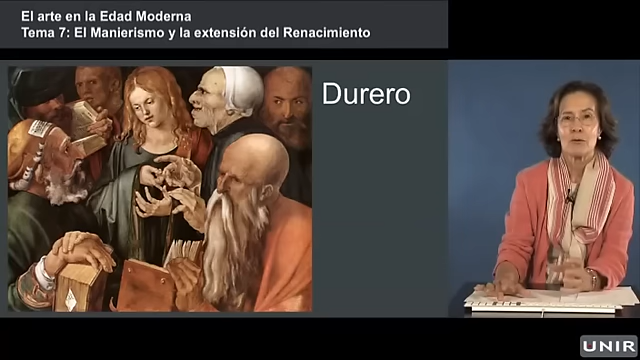 El arte en la Edad Moderna
Tema 7: El Manierismo y la extensión del Renacimiento
Durero
UNIR